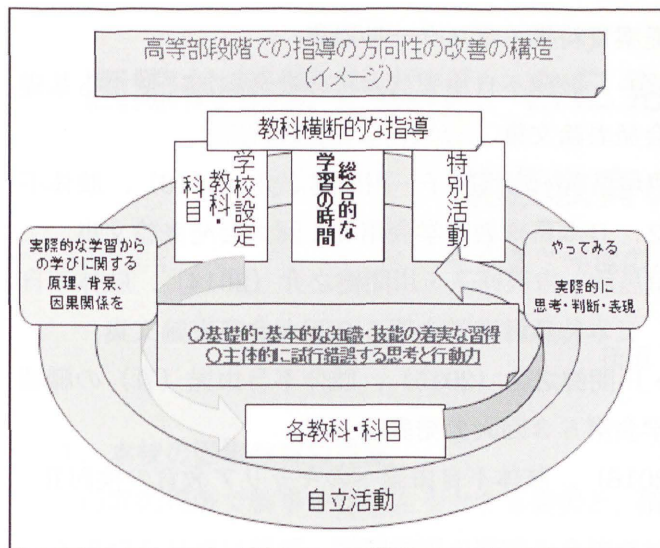 高等部段階での指導の方向性の改善の構造
(イメージ)
教科横断的な指導
学校設定
教科・
科目
総合的な
学習の時間
特別活動
実際的な学習から
の学びに関する
原理、背景、
因果関係を
やってみる
実際的に
思考・判断・表現
○基礎的・基本的な知識・技能の着実な習得
○主体的に試行錯誤する思考と行動力
各教科・科目
自立活動